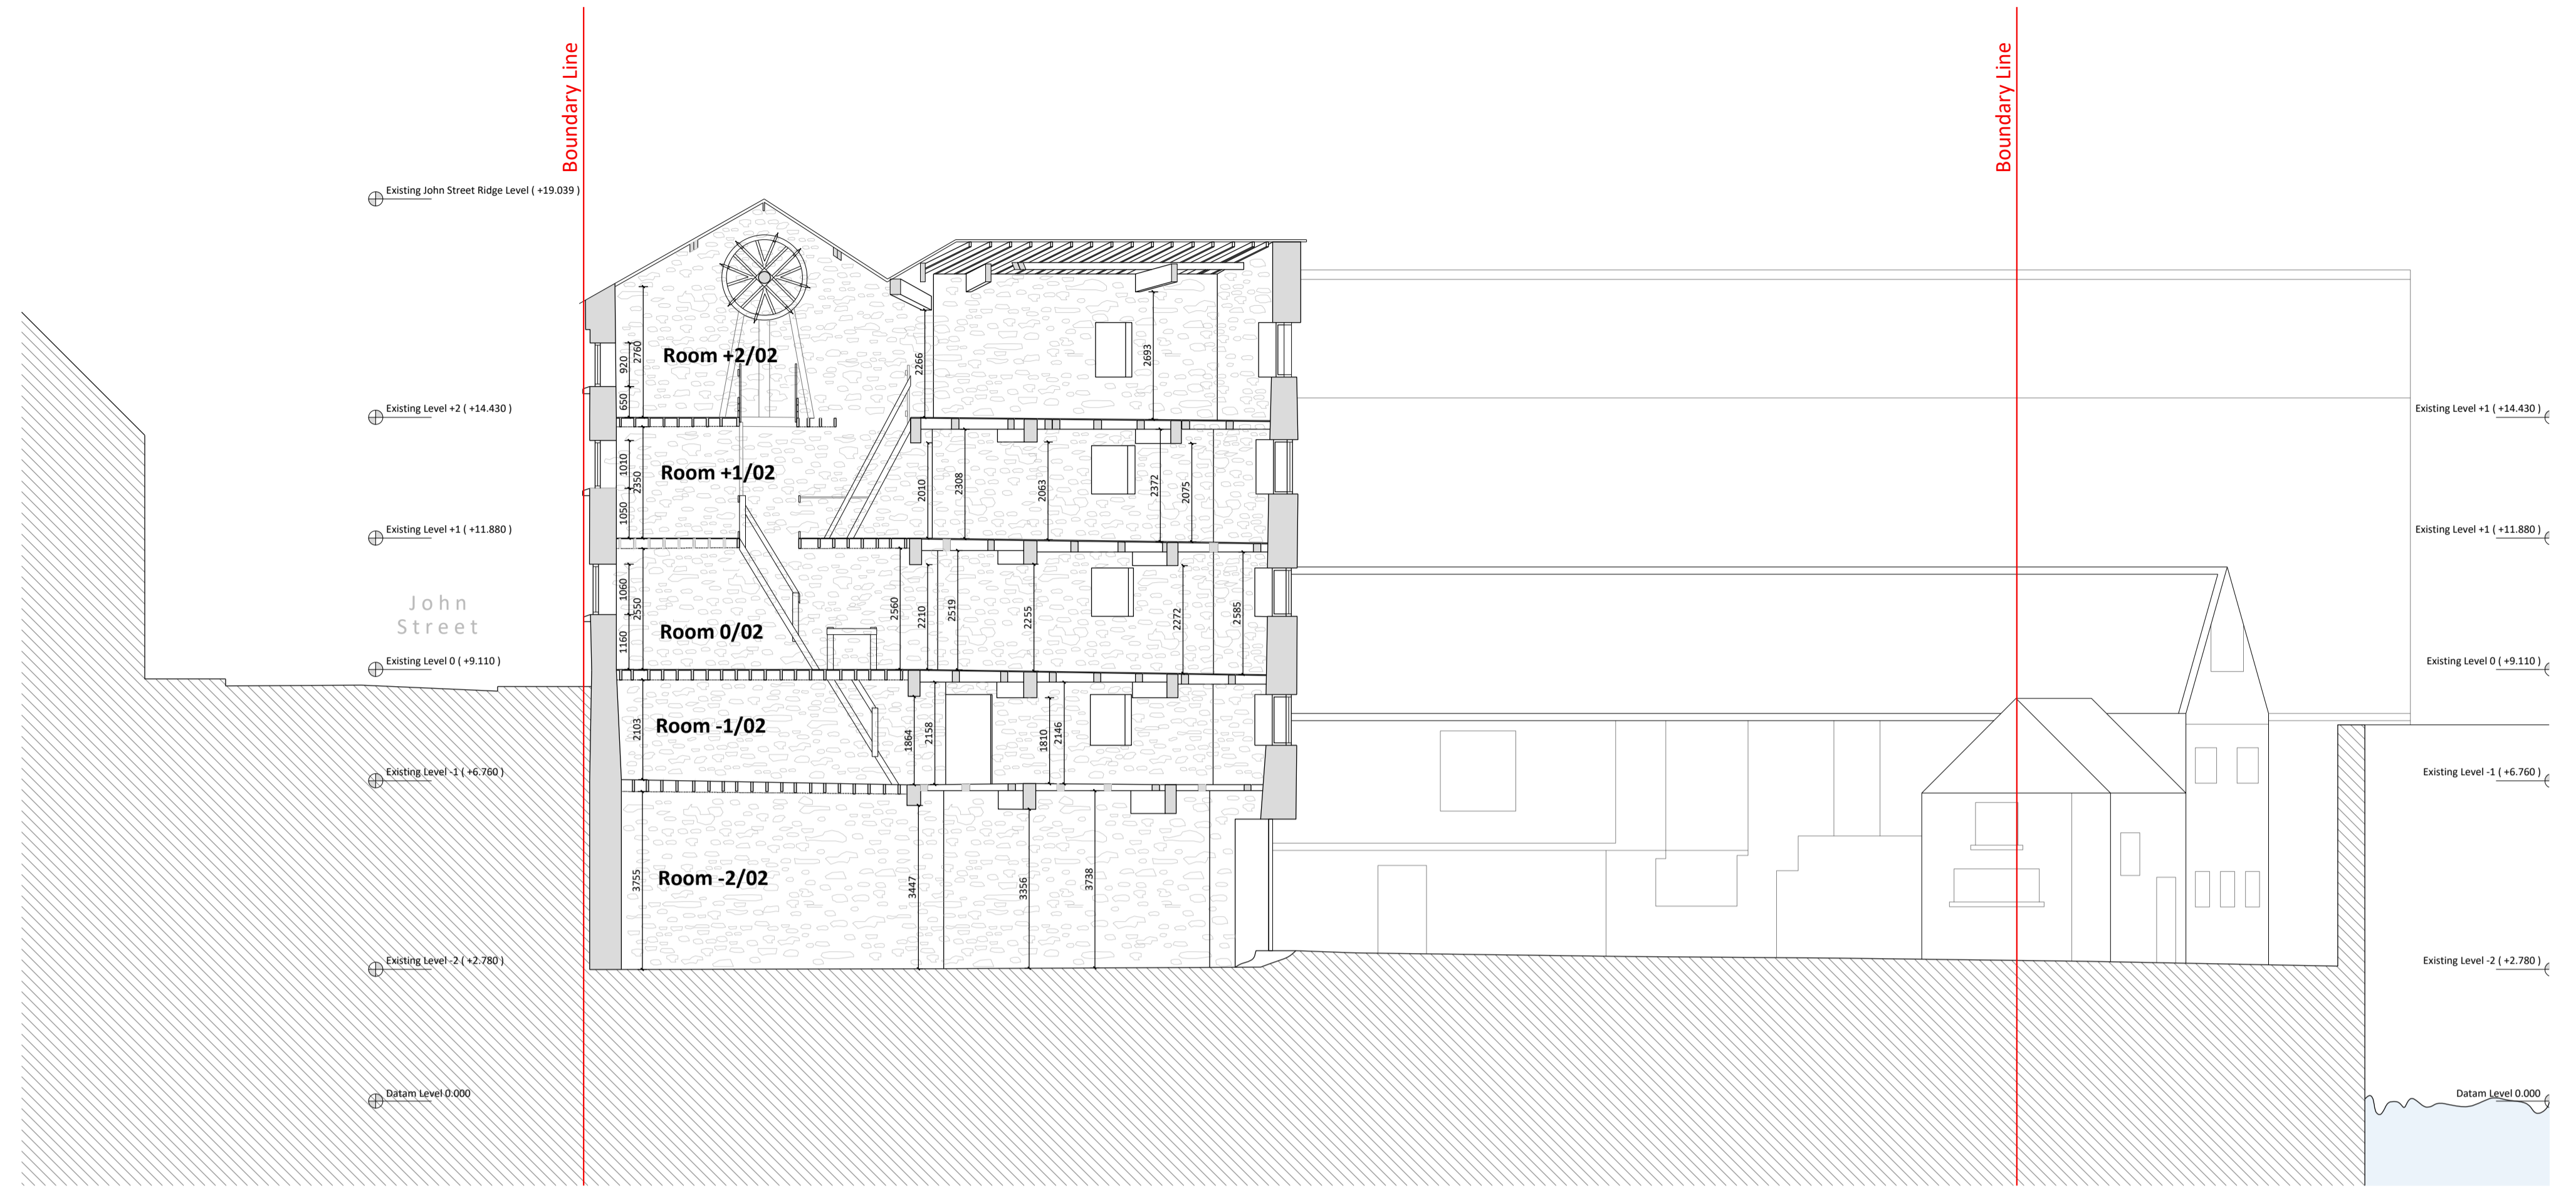 Boundary Line
Boundary Line
Existing John Street Ridge Level ( +19.039 )
Room +2/02
920
2760
650
2266
2693
Existing Level +2 ( +14.430 )
Existing Level +1 ( +14.430 )
Room +1/02
1010
2350
1050
2010
2308
2063
2372
2075
Existing Level +1 ( +11.880 )
Existing Level +1 ( +11.880 )
John
Street
Room 0/02
1060
2550
1160
2560
2210
2519
2255
2272
2585
Existing Level 0 ( +9.110 )
Existing Level 0 ( +9.110 )
Room -1/02
2103
1864
2158
1810
2146
Existing Level -1 ( +6.760 )
Existing Level -1 ( +6.760 )
Room -2/02
3755
3447
3356
3738
Existing Level -2 ( +2.780 )
Existing Level -2 ( +2.780 )
Datam Level 0.000
Datam Level 0.000